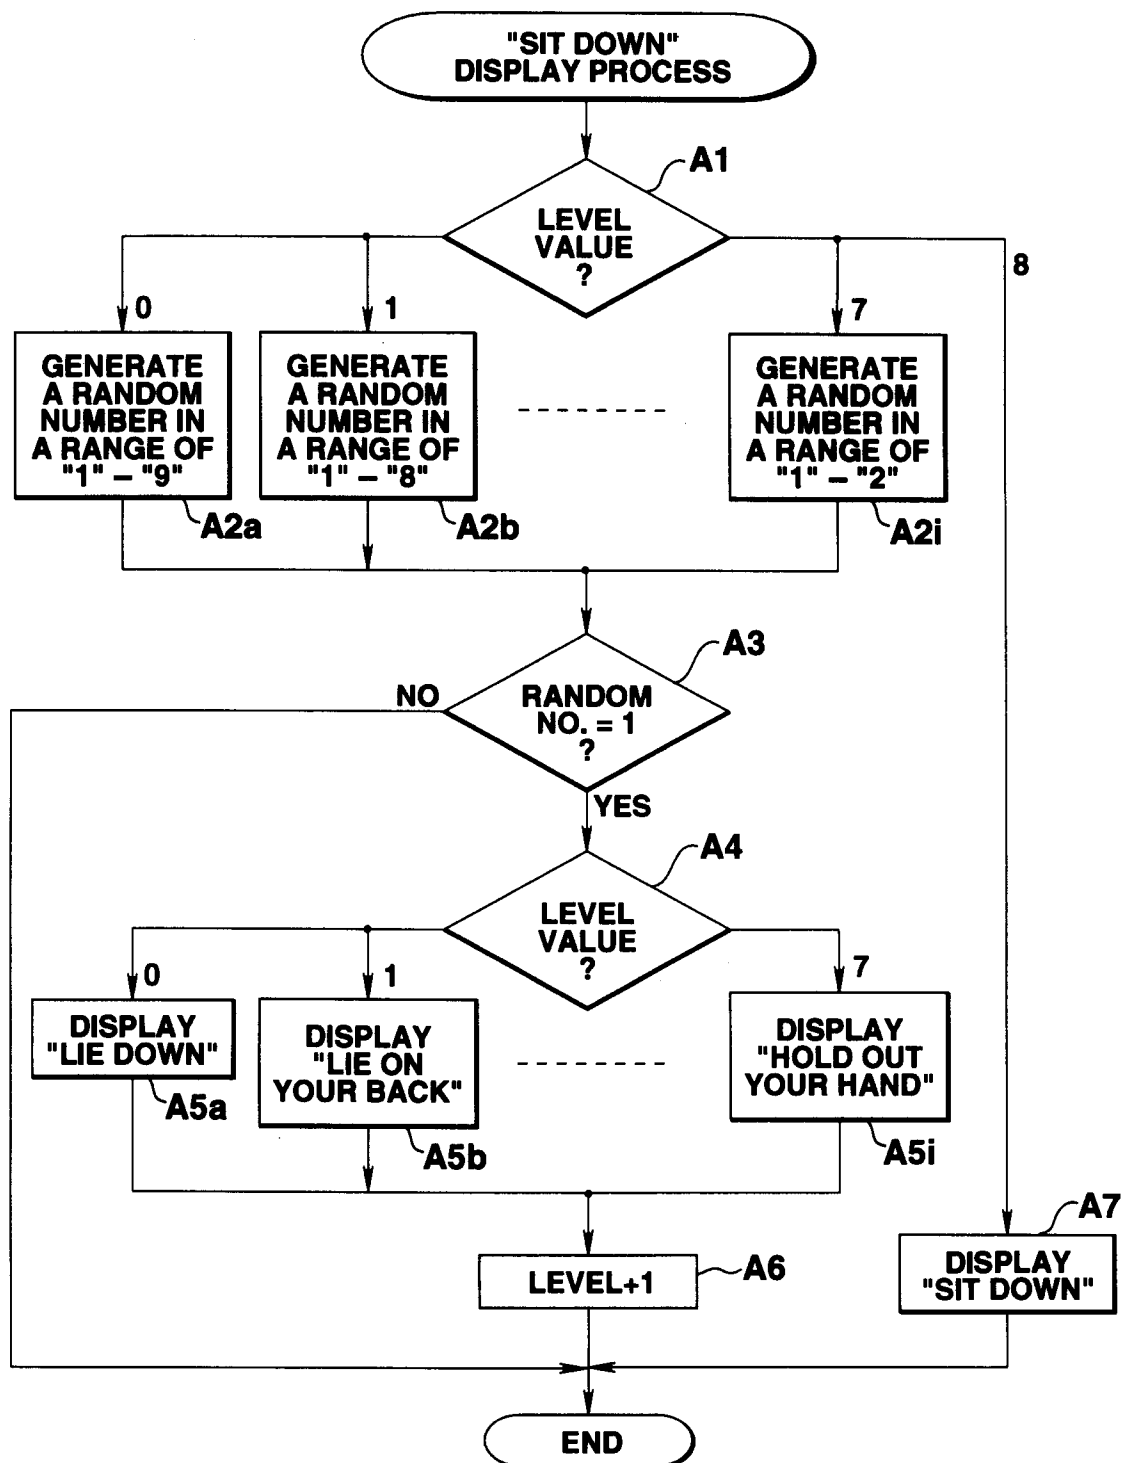 "SIT DOWN"
DISPLAY PROCESS
A1
LEVEL
VALUE
?
0
1
7
8
GENERATE
A RANDOM
NUMBER IN
A RANGE OF
"1" – "9"
A2a
GENERATE
A RANDOM
NUMBER IN
A RANGE OF
"1" – "8"
A2b
GENERATE
A RANDOM
NUMBER IN
A RANGE OF
"1" – "2"
A2i
A3
RANDOM
NO. = 1
?
NO
YES
A4
LEVEL
VALUE
?
0
1
7
DISPLAY
"LIE DOWN"
A5a
DISPLAY
"LIE ON
YOUR BACK"
A5b
DISPLAY
"HOLD OUT
YOUR HAND"
A5i
LEVEL+1
A6
A7
DISPLAY
"SIT DOWN"
END